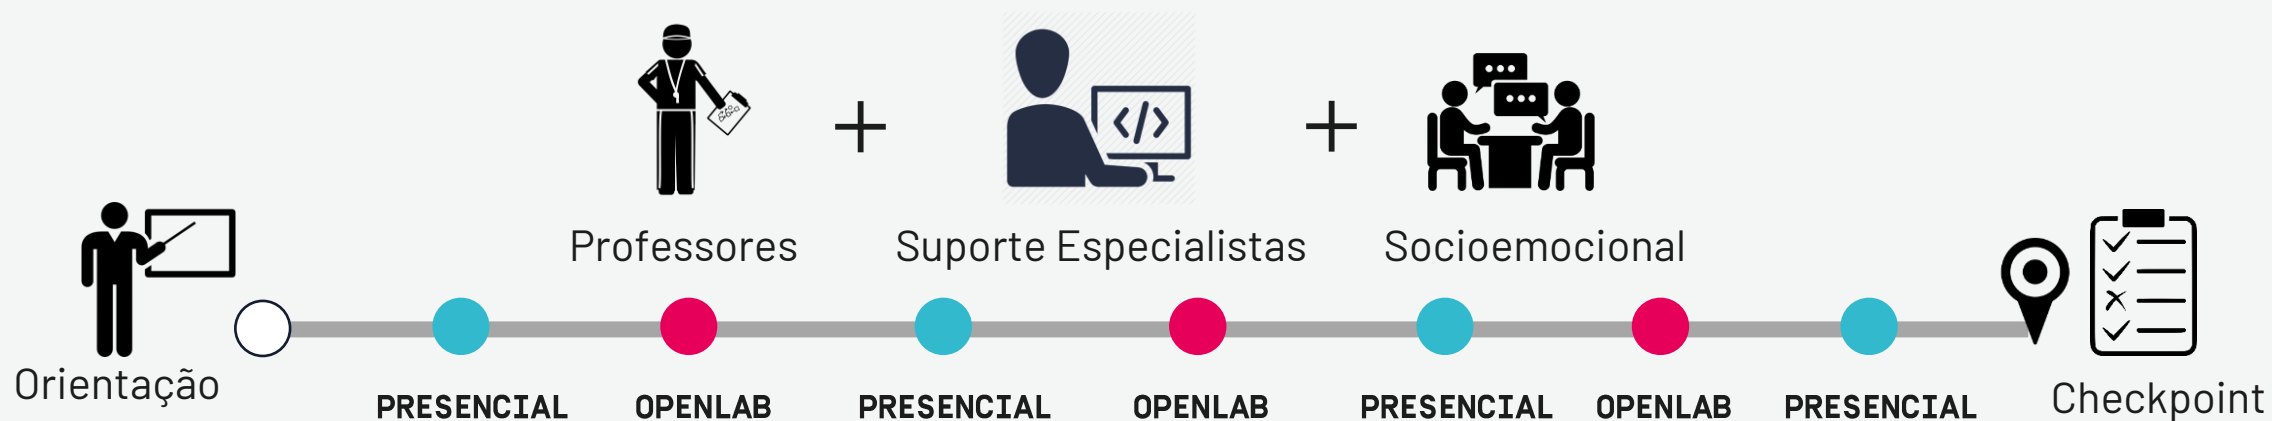 Professores
Suporte Especialistas
Socioemocional
Orientação
Checkpoint
PRESENCIAL
OPENLAB
PRESENCIAL
OPENLAB
PRESENCIAL
OPENLAB
PRESENCIAL